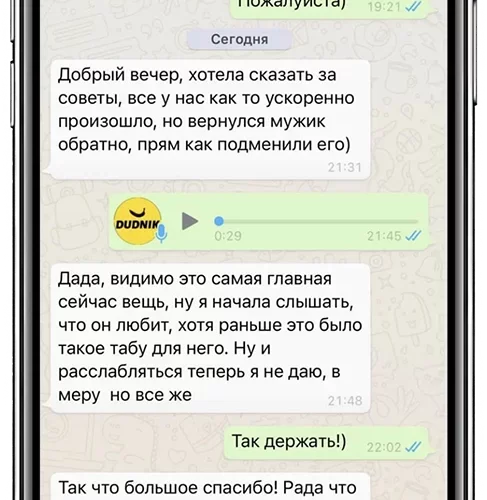 Пожалуйста)
19:21
Сегодня
Добрый вечер, хотела сказать за
советы, все у нас как то ускоренно
произошло, но вернулся мужик
обратно, прям как подменили его)
21:31
DUDNIK
0:29
21:45
Дада, видимо это самая главная
сейчас вещь, ну я начала слышать,
что он любит, хотя раньше это было
такое табу для него. Ну и
расслабляться теперь я не даю, в
меру но все же
21:48
Так держать!)
22:02
Так что большое спасибо! Рада что